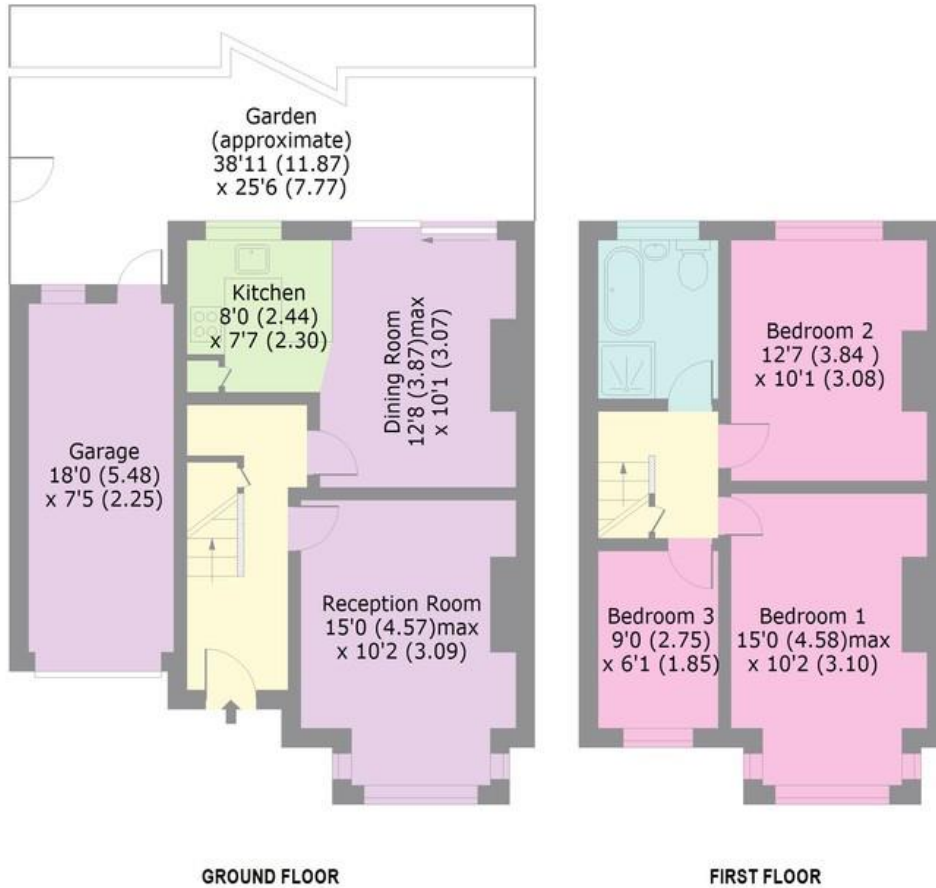 Garden
(approximate)
38'11 (11.87)
x 25'6 (7.77)
Kitchen
8'0 (2.44)
x 7'7 (2.30)
Dining Room
12'8 (3.87)max
x 10'1 (3.07)
Garage
18'0 (5.48)
x 7'5 (2.25)
Reception Room
15'0 (4.57)max
x 10'2 (3.09)
GROUND FLOOR
Bedroom 2
12'7 (3.84 )
x 10'1 (3.08)
Bedroom 3
9'0 (2.75)
x 6'1 (1.85)
Bedroom 1
15'0 (4.58)max
x 10'2 (3.10)
FIRST FLOOR